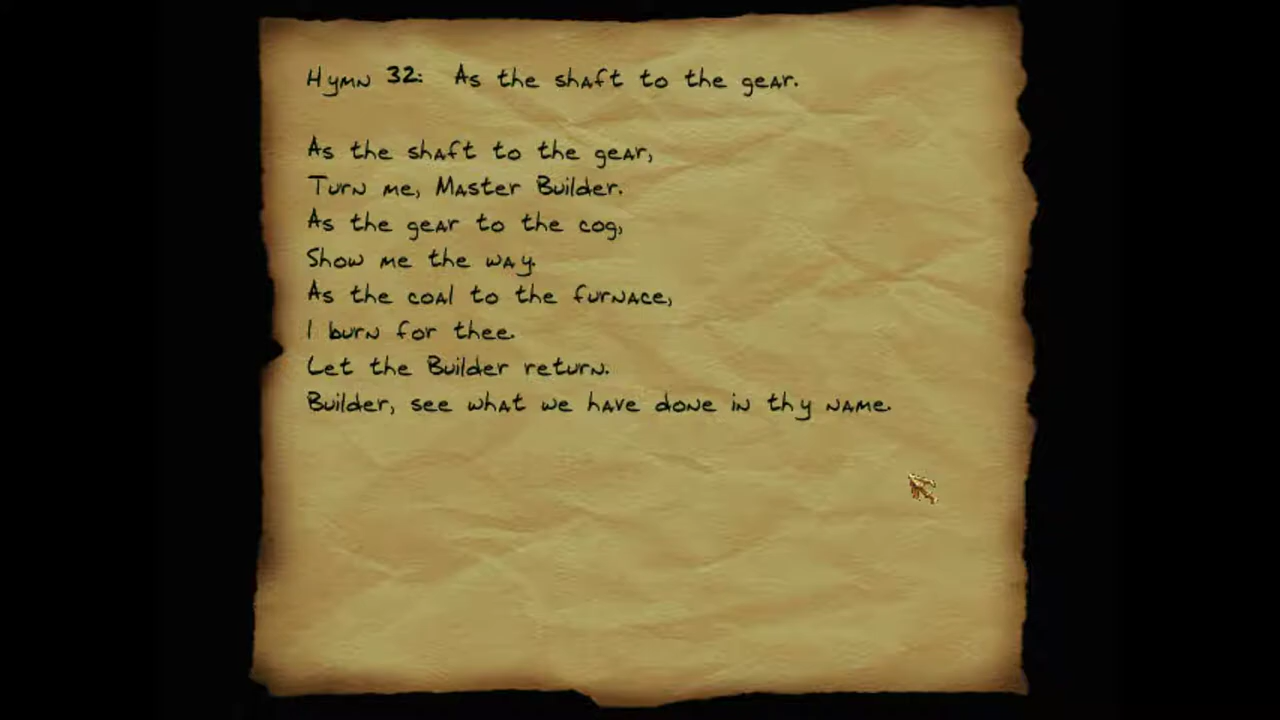 Hymn 32: As the shaft to the gear.
As the shaft to the gear,
Turn me, Master Builder.
As the gear to the cog,
Show me the way.
As the coal to the furnace,
I burn for thee.
Let the Builder return.
Builder, see what we have done in thy name.